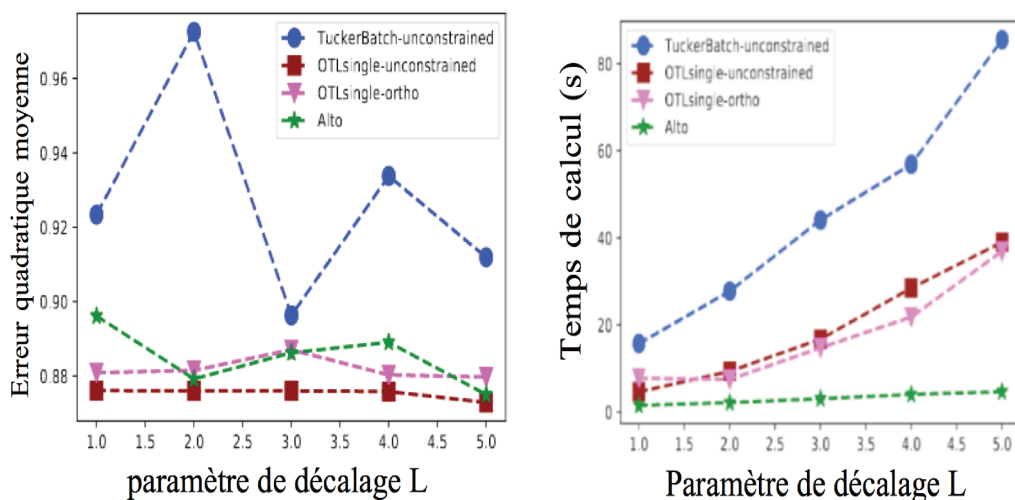 Erreur quadratique moyenne
0.96
0.94
0.92
0.90
0.88
TuckerBatch-unconstrained
OTLsingle-unconstrained
OTLsingle-ortho
Alto
1.0 1.5 2.0 2.5 3.0 3.5 4.0 4.5 5.0
paramètre de décalage L
Temps de calcul (s)
80
60
40
20
0
TuckerBatch-unconstrained
OTLsingle-unconstrained
OTLsingle-ortho
Alto
1.0 1.5 2.0 2.5 3.0 3.5 4.0 4.5 5.0
Paramètre de décalage L